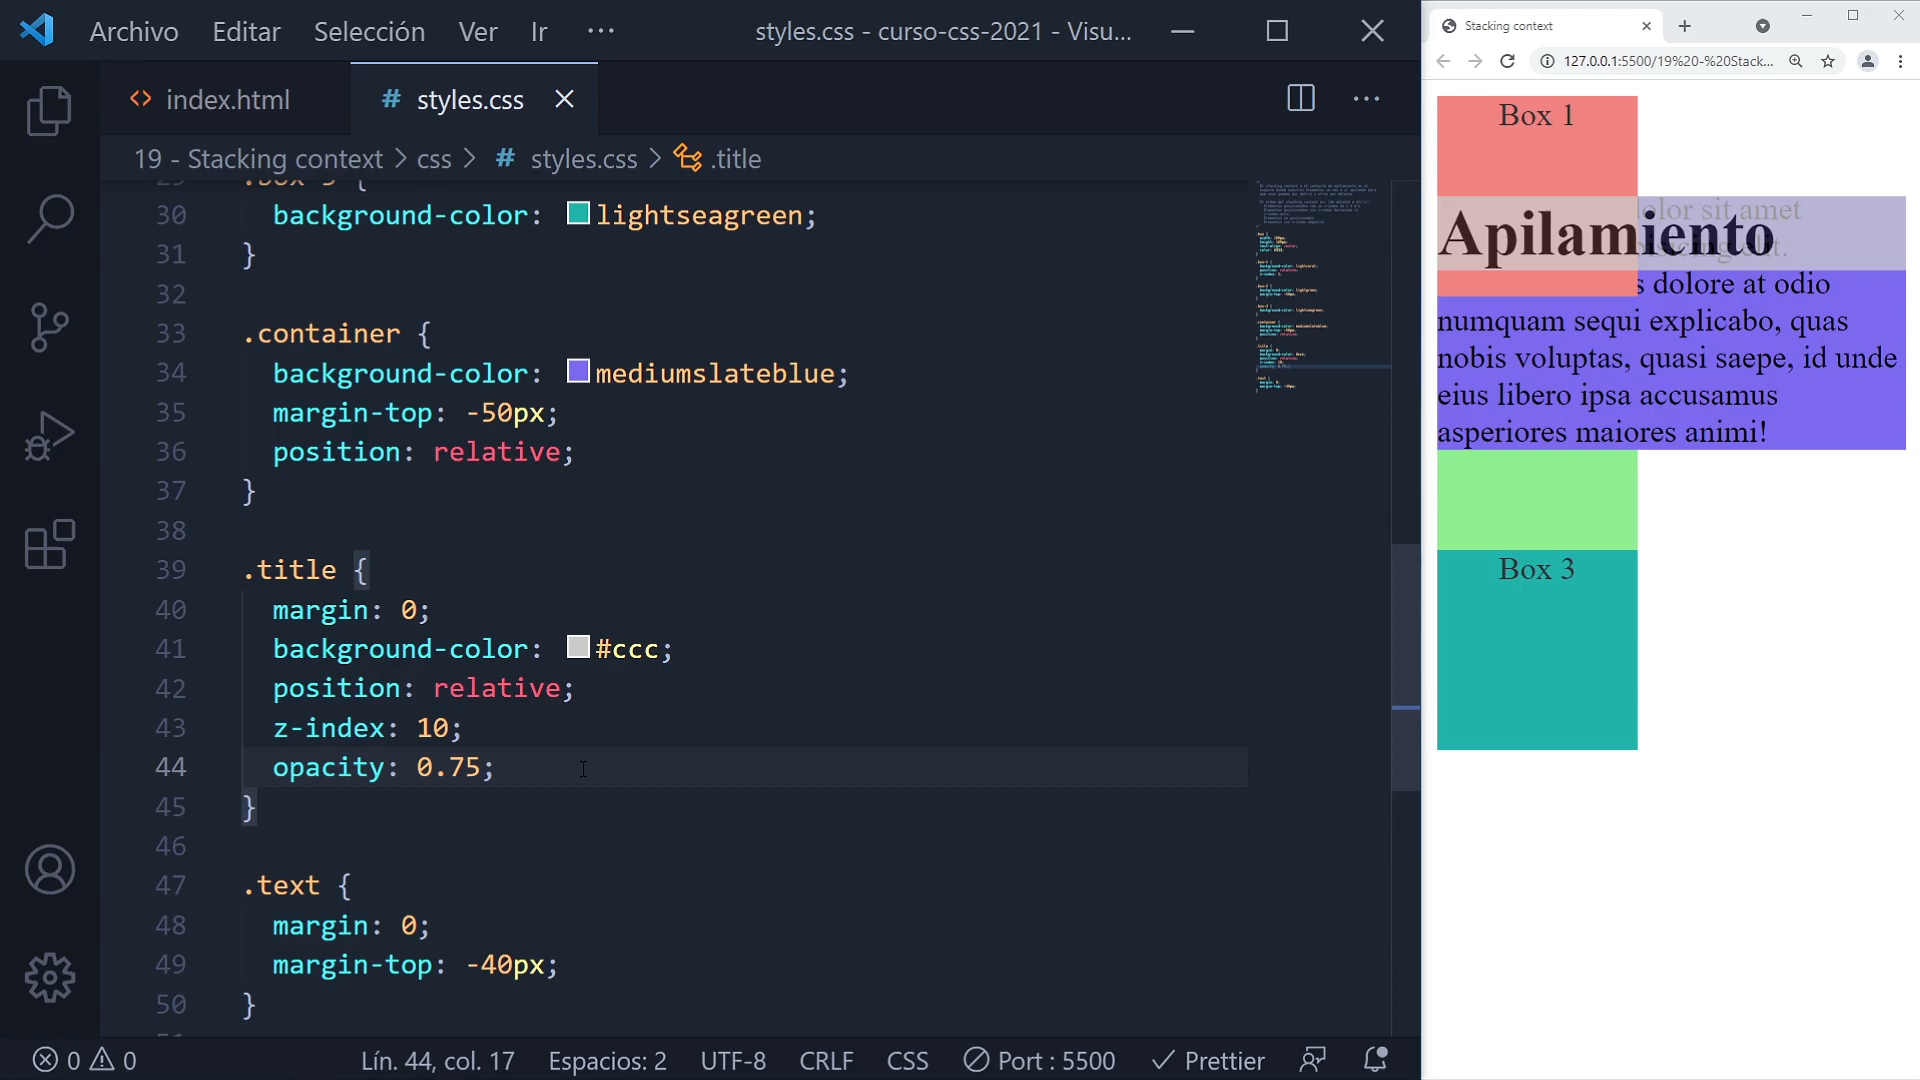 Archivo Editar Selección Ver Ir ··· styles.css - curso-css-2021 - Visu...
index.html # styles.css
19 - Stacking context > css > # styles.css > .title
30 background-color: lightseagreen;
31 }
32
33 .container {
34 background-color: mediumslateblue;
35 margin-top: -50px;
36 position: relative;
37 }
38
39 .title {
40 margin: 0;
41 background-color: #ccc;
42 position: relative;
43 z-index: 10;
44 opacity: 0.75;
45 }
46
47 .text {
48 margin: 0;
49 margin-top: -40px;
50 }
0 0 Lín. 44, col. 17 Espacios: 2 UTF-8 CRLF CSS Port : 5500 Prettier
Stacking context
127.0.0.1:5500/19%20-%20Stack...
Box 1
Apilamiento
dolor sit amet
elit.
dolore at odio
numquam sequi explicabo, quas
nobis voluptas, quasi saepe, id unde
eius libero ipsa accusamus
asperiores maiores animi!
Box 3